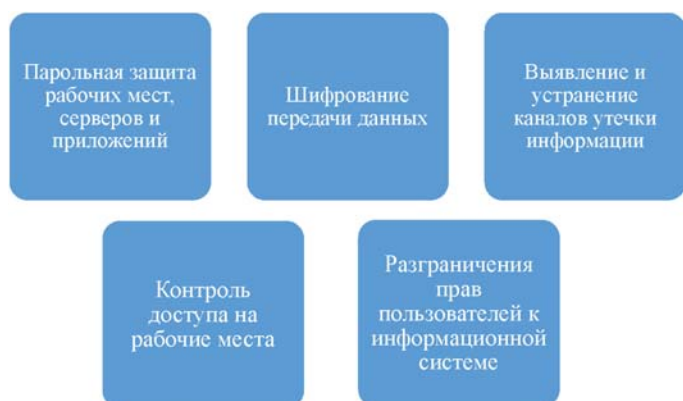 Парольная защита
рабочих мест,
серверов и
приложений
Шифрование
передачи данных
Выявление и
устранение
каналов утечки
информации
Контроль
доступа на
рабочие места
Разграничения
прав
пользователей к
информационной
системе